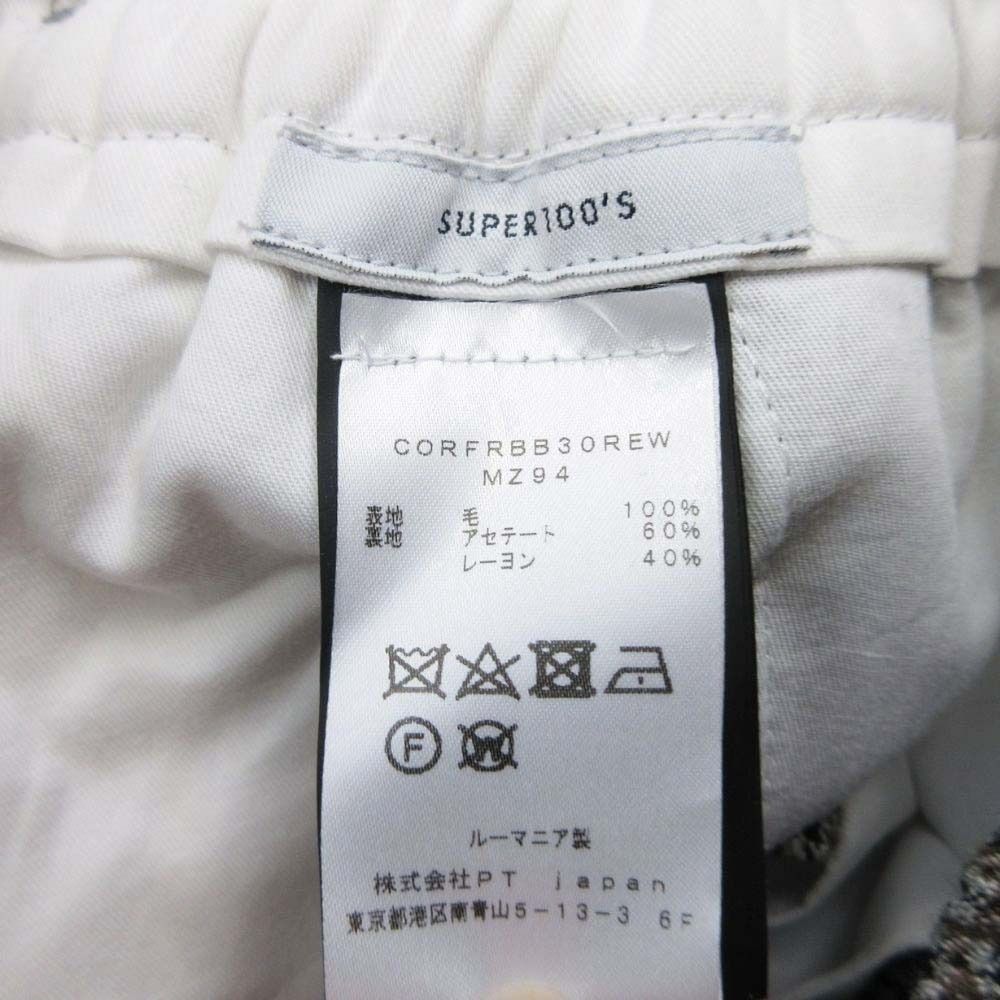 SUPER100'S
CORFRBB30REW
MZ94
表地 毛 100%
裏地 アセテート 60%
レーヨン 40%
F W
ルーマニア製
株式会社PT japan
東京都港区南青山5-13-3 6F